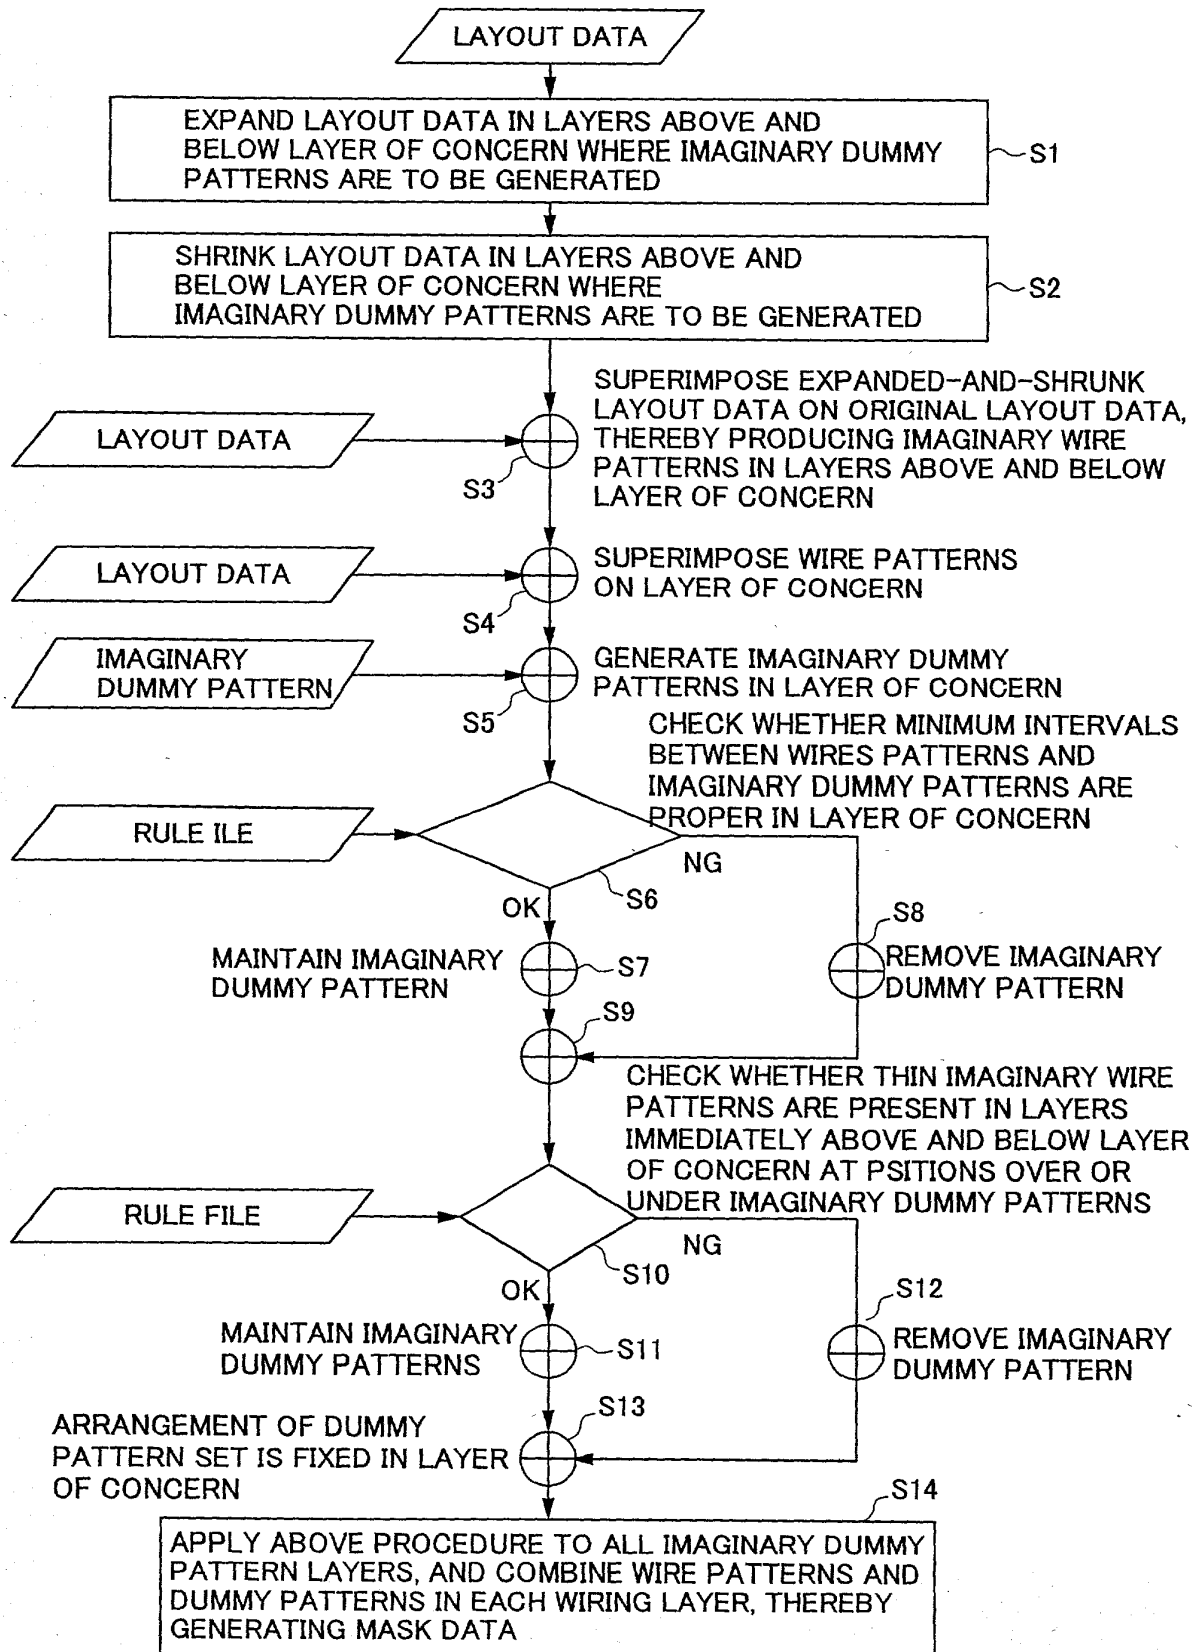 LAYOUT DATA
EXPAND LAYOUT DATA IN LAYERS ABOVE AND
BELOW LAYER OF CONCERN WHERE IMAGINARY DUMMY
PATTERNS ARE TO BE GENERATED
S1
SHRINK LAYOUT DATA IN LAYERS ABOVE AND
BELOW LAYER OF CONCERN WHERE
IMAGINARY DUMMY PATTERNS ARE TO BE GENERATED
S2
LAYOUT DATA
S3
SUPERIMPOSE EXPANDED-AND-SHRUNK
LAYOUT DATA ON ORIGINAL LAYOUT DATA,
THEREBY PRODUCING IMAGINARY WIRE
PATTERNS IN LAYERS ABOVE AND BELOW
LAYER OF CONCERN
LAYOUT DATA
S4
SUPERIMPOSE WIRE PATTERNS
ON LAYER OF CONCERN
IMAGINARY
DUMMY PATTERN
S5
GENERATE IMAGINARY DUMMY
PATTERNS IN LAYER OF CONCERN
CHECK WHETHER MINIMUM INTERVALS
BETWEEN WIRES PATTERNS AND
IMAGINARY DUMMY PATTERNS ARE
PROPER IN LAYER OF CONCERN
RULE ILE
NG
S6
OK
S8
MAINTAIN IMAGINARY
DUMMY PATTERN
S7
REMOVE IMAGINARY
DUMMY PATTERN
S9
CHECK WHETHER THIN IMAGINARY WIRE
PATTERNS ARE PRESENT IN LAYERS
IMMEDIATELY ABOVE AND BELOW LAYER
OF CONCERN AT PSITIONS OVER OR
UNDER IMAGINARY DUMMY PATTERNS
RULE FILE
NG
S10
OK
S12
MAINTAIN IMAGINARY
DUMMY PATTERNS
S11
REMOVE IMAGINARY
DUMMY PATTERN
S13
ARRANGEMENT OF DUMMY
PATTERN SET IS FIXED IN LAYER
OF CONCERN
S14
APPLY ABOVE PROCEDURE TO ALL IMAGINARY DUMMY
PATTERN LAYERS, AND COMBINE WIRE PATTERNS AND
DUMMY PATTERNS IN EACH WIRING LAYER, THEREBY
GENERATING MASK DATA